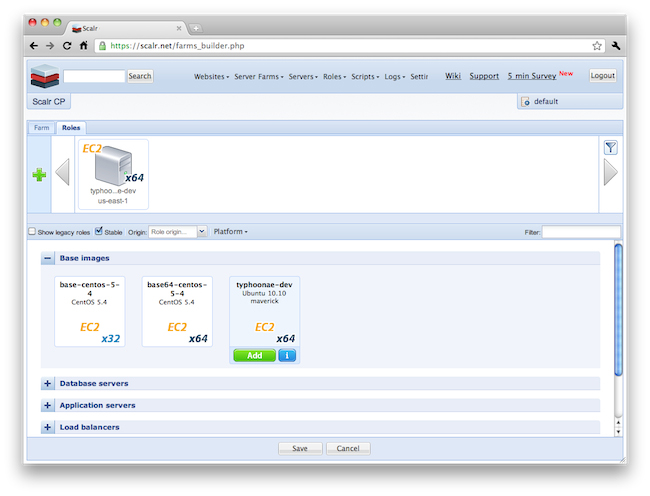 Scalr
https://scalr.net/farms_builder.php
Search
Websites Server Farms Servers Roles Scripts Logs Settin
Wiki Support 5 min Survey New
Logout
Scalr CP
default
Farm Roles
EC2
x64
typhoo...e-dev
us-east-1
Show legacy roles Stable Origin: Role origin... Platform Filter:
Base images
base-centos-5-
4
CentOS 5.4
EC2
x32
base64-centos-
5-4
CentOS 5.4
EC2
x64
typhoonae-dev
Ubuntu 10.10
maverick
EC2
x64
Add i
Database servers
Application servers
Load balancers
Save Cancel